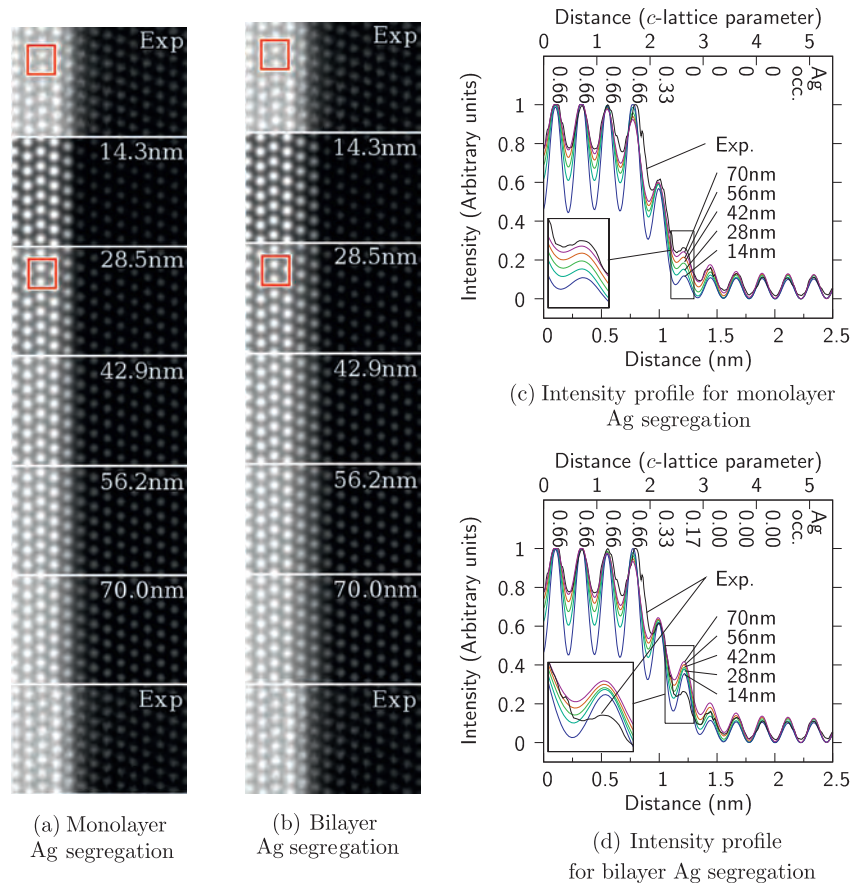 Exp
14.3nm
28.5nm
42.9nm
56.2nm
70.0nm
Exp
(a) Monolayer
Ag segregation
Exp
14.3nm
28.5nm
42.9nm
56.2nm
70.0nm
Exp
(b) Bilayer
Ag segregation
Distance (c-lattice parameter)
0 1 2 3 4 5
0.66 0.66 0.66 0.66 0.33 0 0 0 0 Ag occ.
Intensity (Arbitrary units)
1
0.8
0.6
0.4
0.2
0
Exp.
70nm
56nm
42nm
28nm
14nm
0 0.5 1 1.5 2 2.5
Distance (nm)
(c) Intensity profile for monolayer
Ag segregation
Distance (c-lattice parameter)
0 1 2 3 4 5
0.66 0.66 0.66 0.66 0.33 0.17 0.00 0.00 0.00 Ag occ.
Intensity (Arbitrary units)
1
0.8
0.6
0.4
0.2
0
Exp.
70nm
56nm
42nm
28nm
14nm
0 0.5 1 1.5 2 2.5
Distance (nm)
(d) Intensity profile
for bilayer Ag segregation